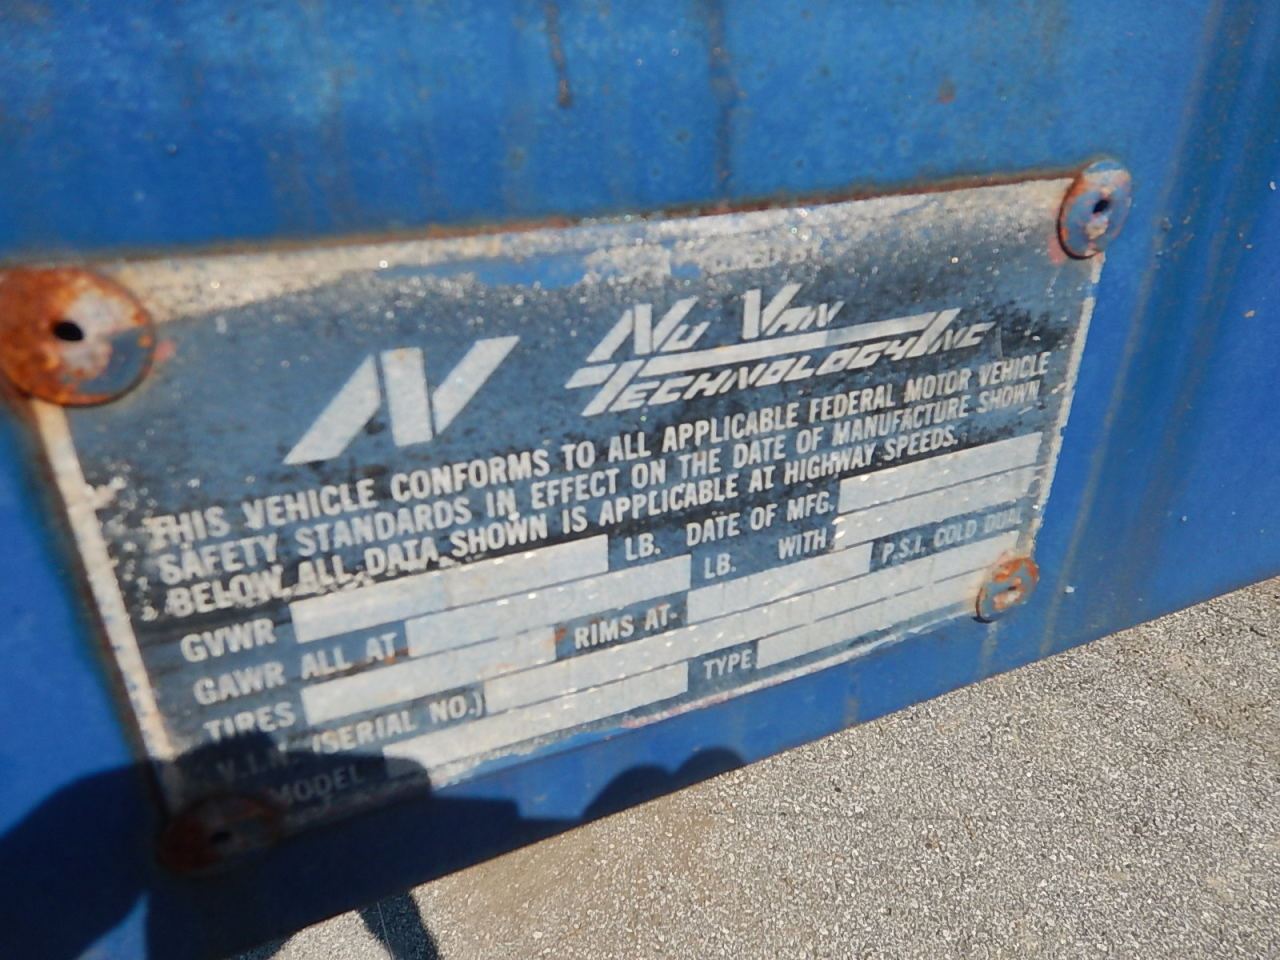 N
NU VAN
TECHNOLOGY INC
THIS VEHICLE CONFORMS TO ALL APPLICABLE FEDERAL MOTOR VEHICLE
SAFETY STANDARDS IN EFFECT ON THE DATE OF MANUFACTURE SHOWN
BELOW. ALL DATA SHOWN IS APPLICABLE AT HIGHWAY SPEEDS.
GVWR LB. DATE OF MFG.
GAWR ALL AT LB. WITH
TIRES RIMS AT- P.S.I. COLD DUAL
V.I.N. (SERIAL NO.)
MODEL TYPE